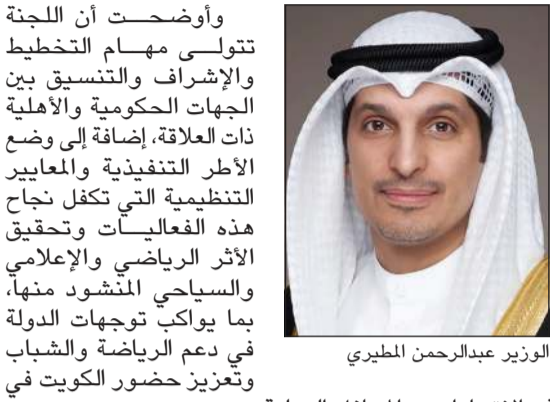 وأوضحت أن اللجنة
تتولى مهام التخطيط
والإشراف والتنسيق بين
الجهات الحكومية والأهلية
ذات العلاقة، إضافة إلى وضع
الأطر التنفيذية والمعايير
التنظيمية التي تكفل نجاح
هذه الفعاليات وتحقيق
الأثر الرياضي والإعلامي
والسياحي المنشود منها،
بما يواكب توجهات الدولة
في دعم الرياضة والشباب
وتعزيز حضور الكويت في
الوزير عبدالرحمن المطيري